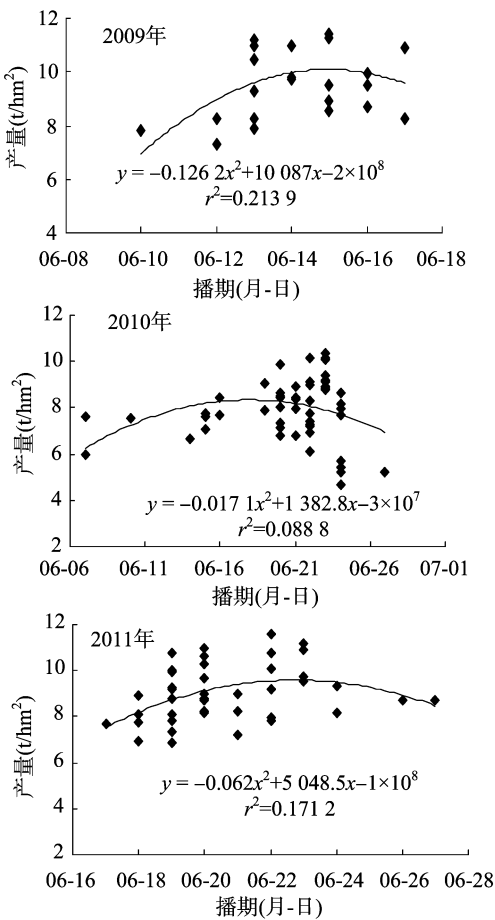 12
2009年
10
8
6
4
产量(t/hm²)
y = −0.126 2x²+10 087x−2×10⁸
r²=0.213 9
06-08 06-10 06-12 06-14 06-16 06-18
播期(月-日)
12
2010年
10
8
6
4
2
产量(t/hm²)
y = −0.017 1x²+1 382.8x−3×10⁷
r²=0.088 8
06-06 06-11 06-16 06-21 06-26 07-01
播期(月-日)
12
2011年
10
8
6
4
2
产量(t/hm²)
y = −0.062x²+5 048.5x−1×10⁸
r²=0.171 2
06-16 06-18 06-20 06-22 06-24 06-26 06-28
播期(月-日)